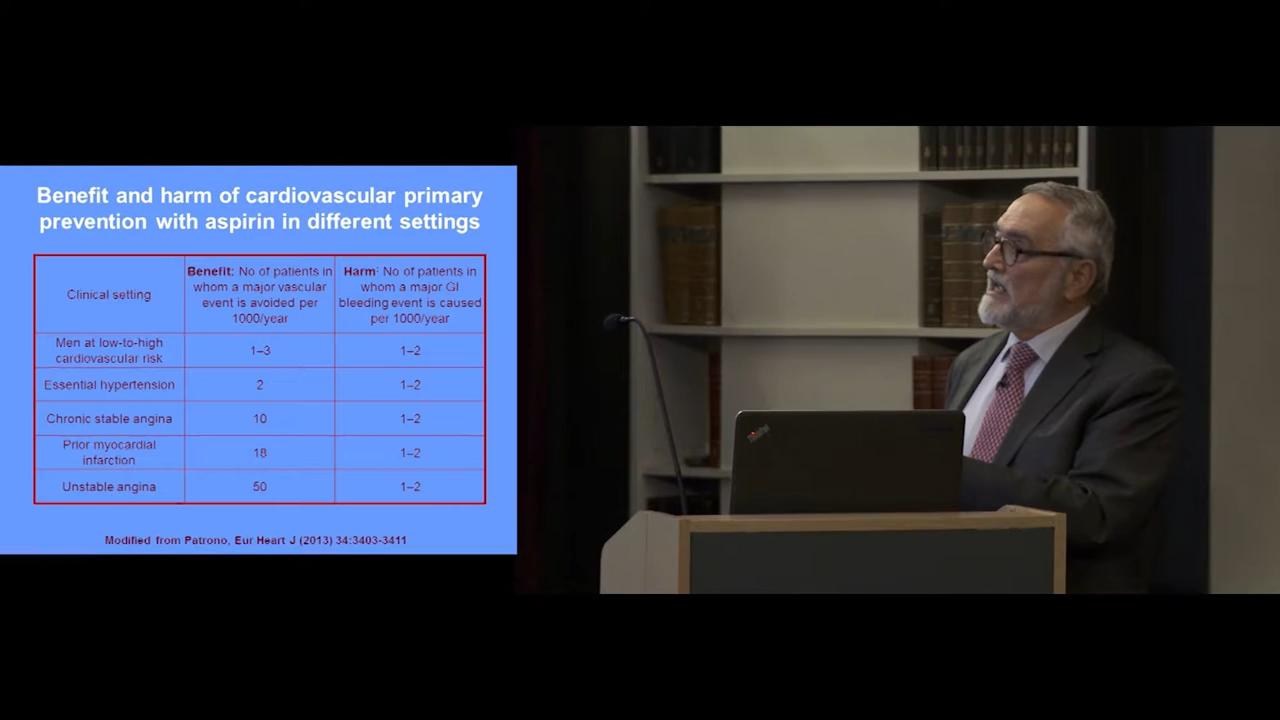 Benefit and harm of cardiovascular primary
prevention with aspirin in different settings
Clinical setting
Benefit: No of patients in
whom a major vascular
event is avoided per
1000/year
Harm: No of patients in
whom a major GI
bleeding event is caused
per 1000/year
Men at low-to-high
cardiovascular risk
1–3
1–2
Essential hypertension
2
1–2
Chronic stable angina
10
1–2
Prior myocardial
infarction
18
1–2
Unstable angina
50
1–2
Modified from Patrono, Eur Heart J (2013) 34:3403-3411